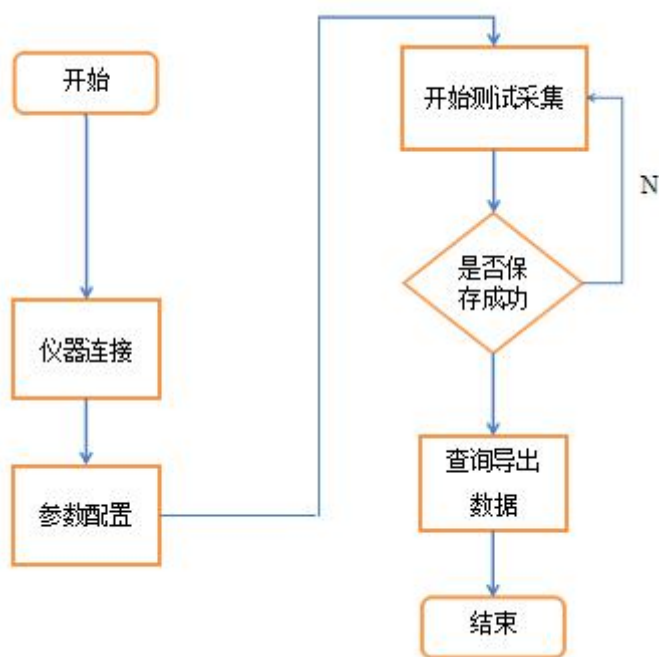 开始
仪器连接
参数配置
开始测试采集
N
是否保
存成功
查询导出
数据
结束